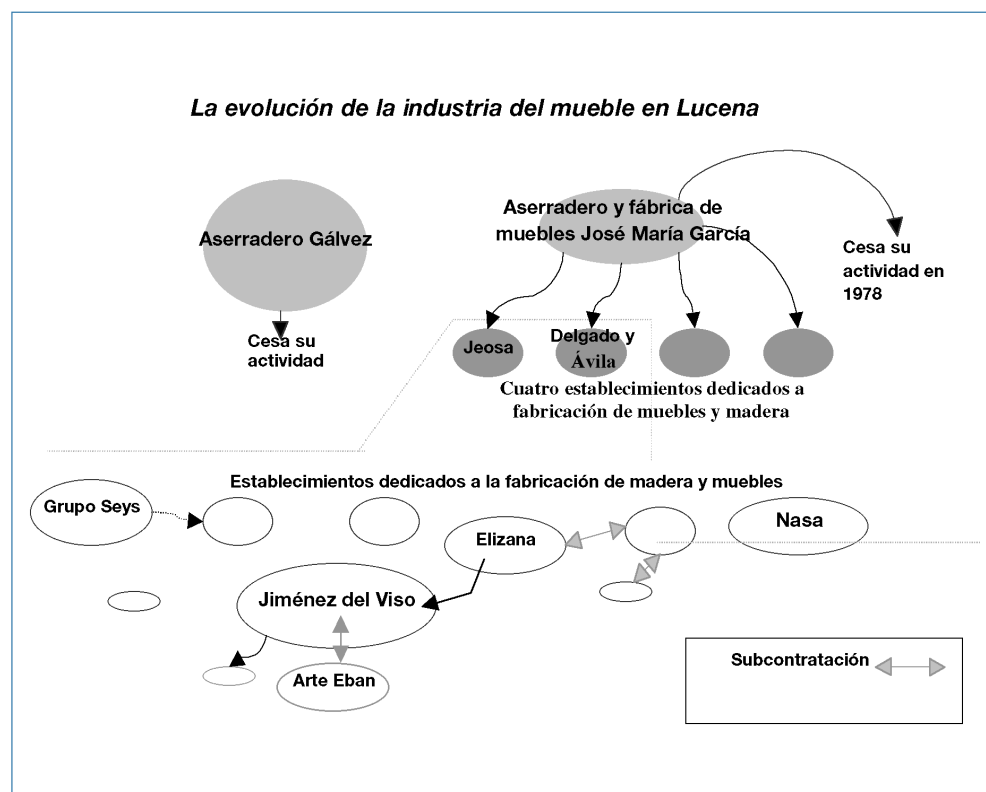 La evolución de la industria del mueble en Lucena
Aserradero Gálvez
Aserradero y fábrica de
muebles José María García
Cesa su
actividad en
1978
Cesa su
actividad
Jeosa
Delgado y
Ávila
Cuatro establecimientos dedicados a
fabricación de muebles y madera
Establecimientos dedicados a la fabricación de madera y muebles
Grupo Seys
Elizana
Nasa
Jiménez del Viso
Arte Eban
Subcontratación